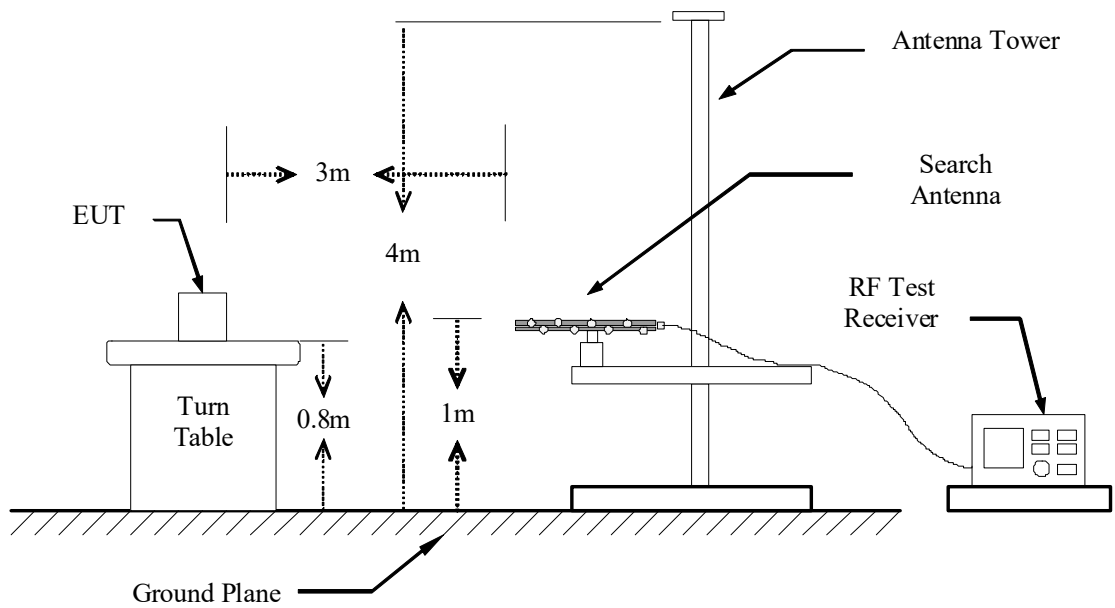 Antenna Tower
3m
Search
Antenna
EUT
4m
RF Test
Receiver
Turn
Table
0.8m
1m
Ground Plane